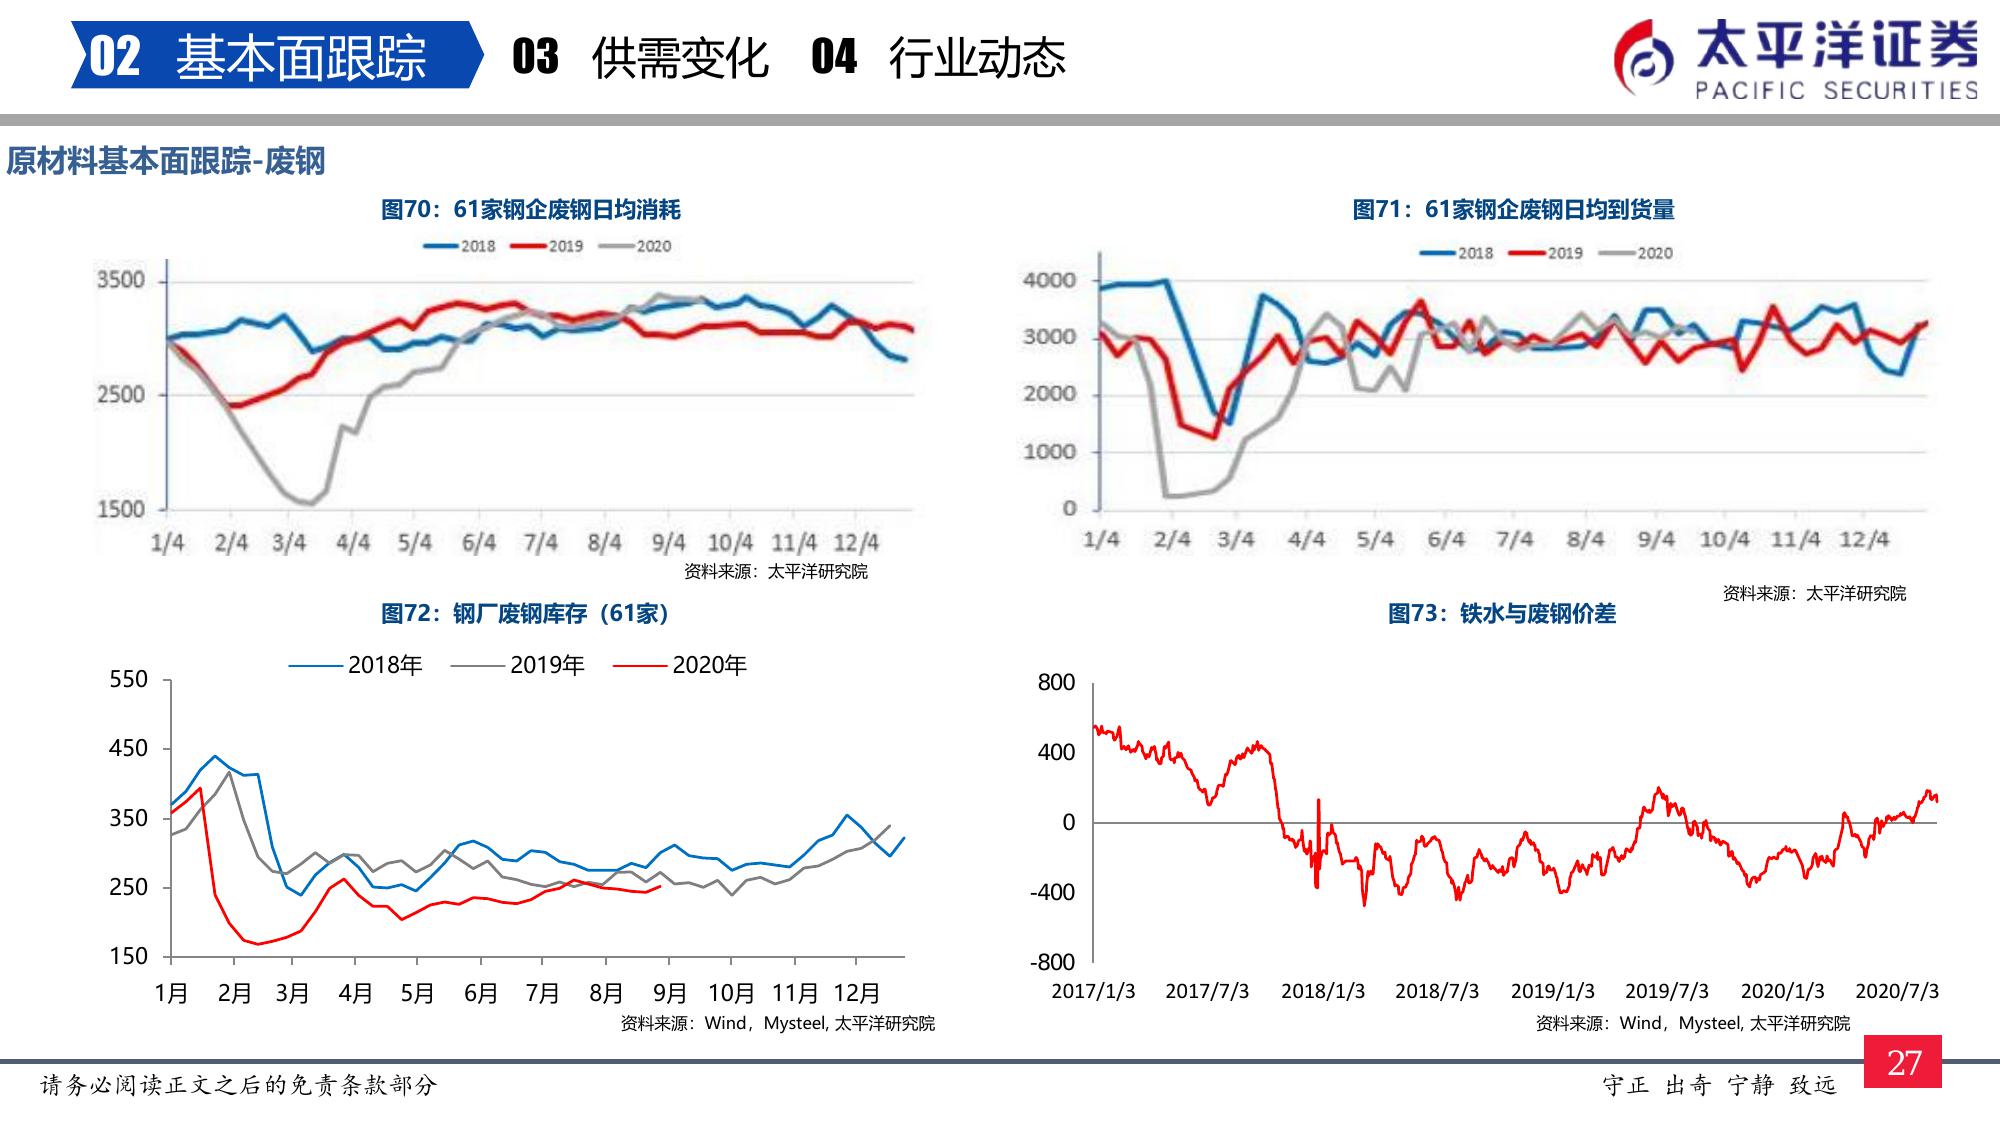 02 基本面跟踪 03 供需变化 04 行业动态
太平洋证券
PACIFIC SECURITIES
原材料基本面跟踪-废钢
图70：61家钢企废钢日均消耗
2018 2019 2020
3500
2500
1500
1/4 2/4 3/4 4/4 5/4 6/4 7/4 8/4 9/4 10/4 11/4 12/4
资料来源：太平洋研究院
图71：61家钢企废钢日均到货量
2018 2019 2020
4000
3000
2000
1000
0
1/4 2/4 3/4 4/4 5/4 6/4 7/4 8/4 9/4 10/4 11/4 12/4
资料来源：太平洋研究院
图72：钢厂废钢库存（61家）
2018年 2019年 2020年
550
450
350
250
150
1月 2月 3月 4月 5月 6月 7月 8月 9月 10月 11月 12月
资料来源：Wind，Mysteel, 太平洋研究院
图73：铁水与废钢价差
800
400
0
-400
-800
2017/1/3 2017/7/3 2018/1/3 2018/7/3 2019/1/3 2019/7/3 2020/1/3 2020/7/3
资料来源：Wind，Mysteel, 太平洋研究院
请务必阅读正文之后的免责条款部分
守正 出奇 宁静 致远
27